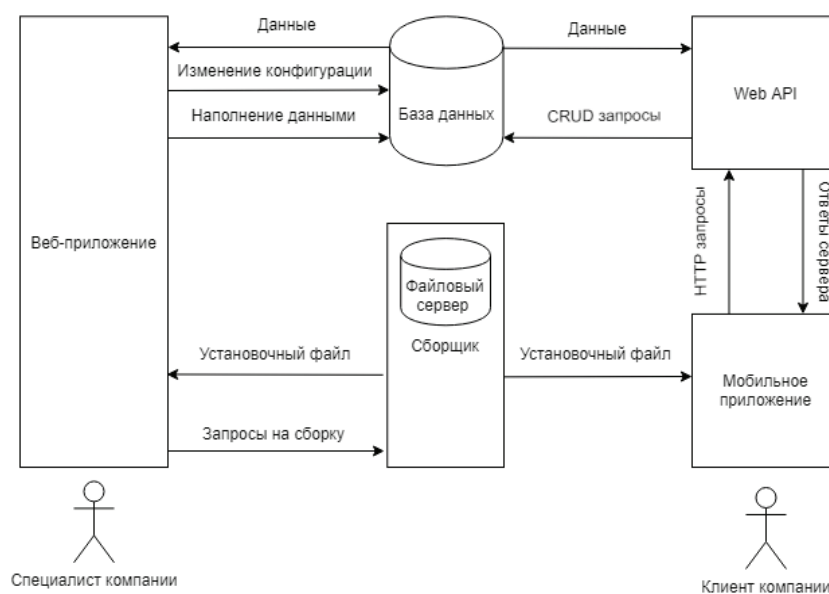 Данные
Данные
Изменение конфигурации
Web API
База данных
Наполнение данными
CRUD запросы
HTTP запросы
Ответы сервера
Веб-приложение
Файловый
сервер
Сборщик
Установочный файл
Установочный файл
Мобильное
приложение
Запросы на сборку
Специалист компании
Клиент компании